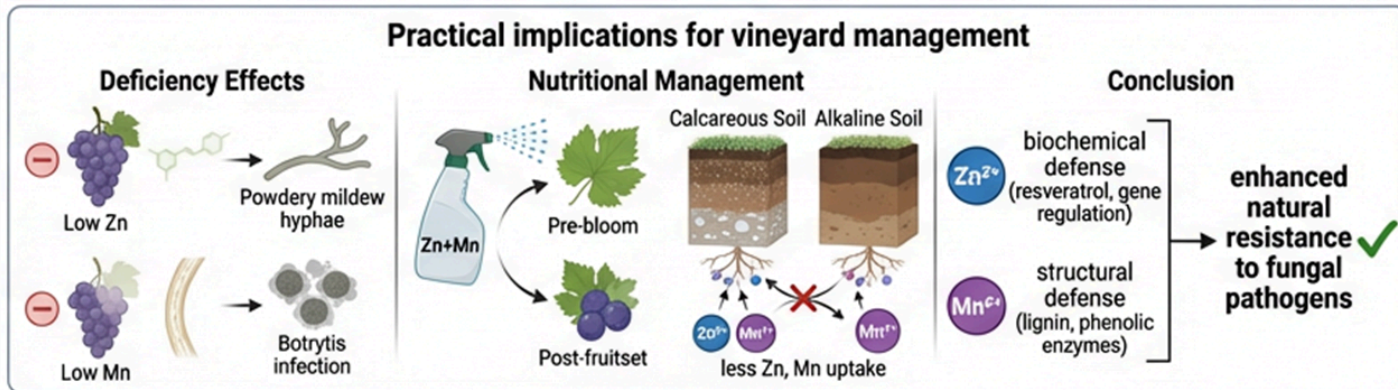 Practical implications for vineyard management
Deficiency Effects
Low Zn
Powdery mildew
hyphae
Low Mn
Botrytis
infection
Nutritional Management
Zn+Mn
Pre-bloom
Post-fruitset
Calcareous Soil
Alkaline Soil
less Zn, Mn uptake
Conclusion
biochemical
defense
(resveratrol, gene
regulation)
structural
defense
(lignin, phenolic
enzymes)
enhanced
natural
resistance
to fungal
pathogens